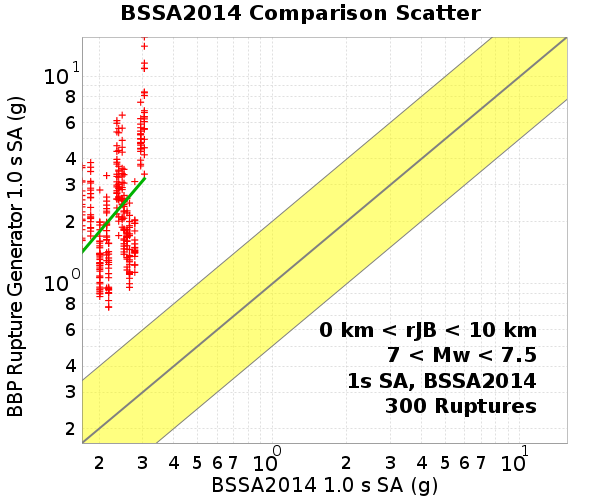 BSSA2014 Comparison Scatter
BBP Rupture Generator 1.0 s SA (g)
10^1
8
6
4
3
2
10^0
8
6
4
3
2
0 km < rJB < 10 km
7 < Mw < 7.5
1s SA, BSSA2014
300 Ruptures
2 3 4 5 6 7 10^0 2 3 4 5 6 7 10^1
BSSA2014 1.0 s SA (g)